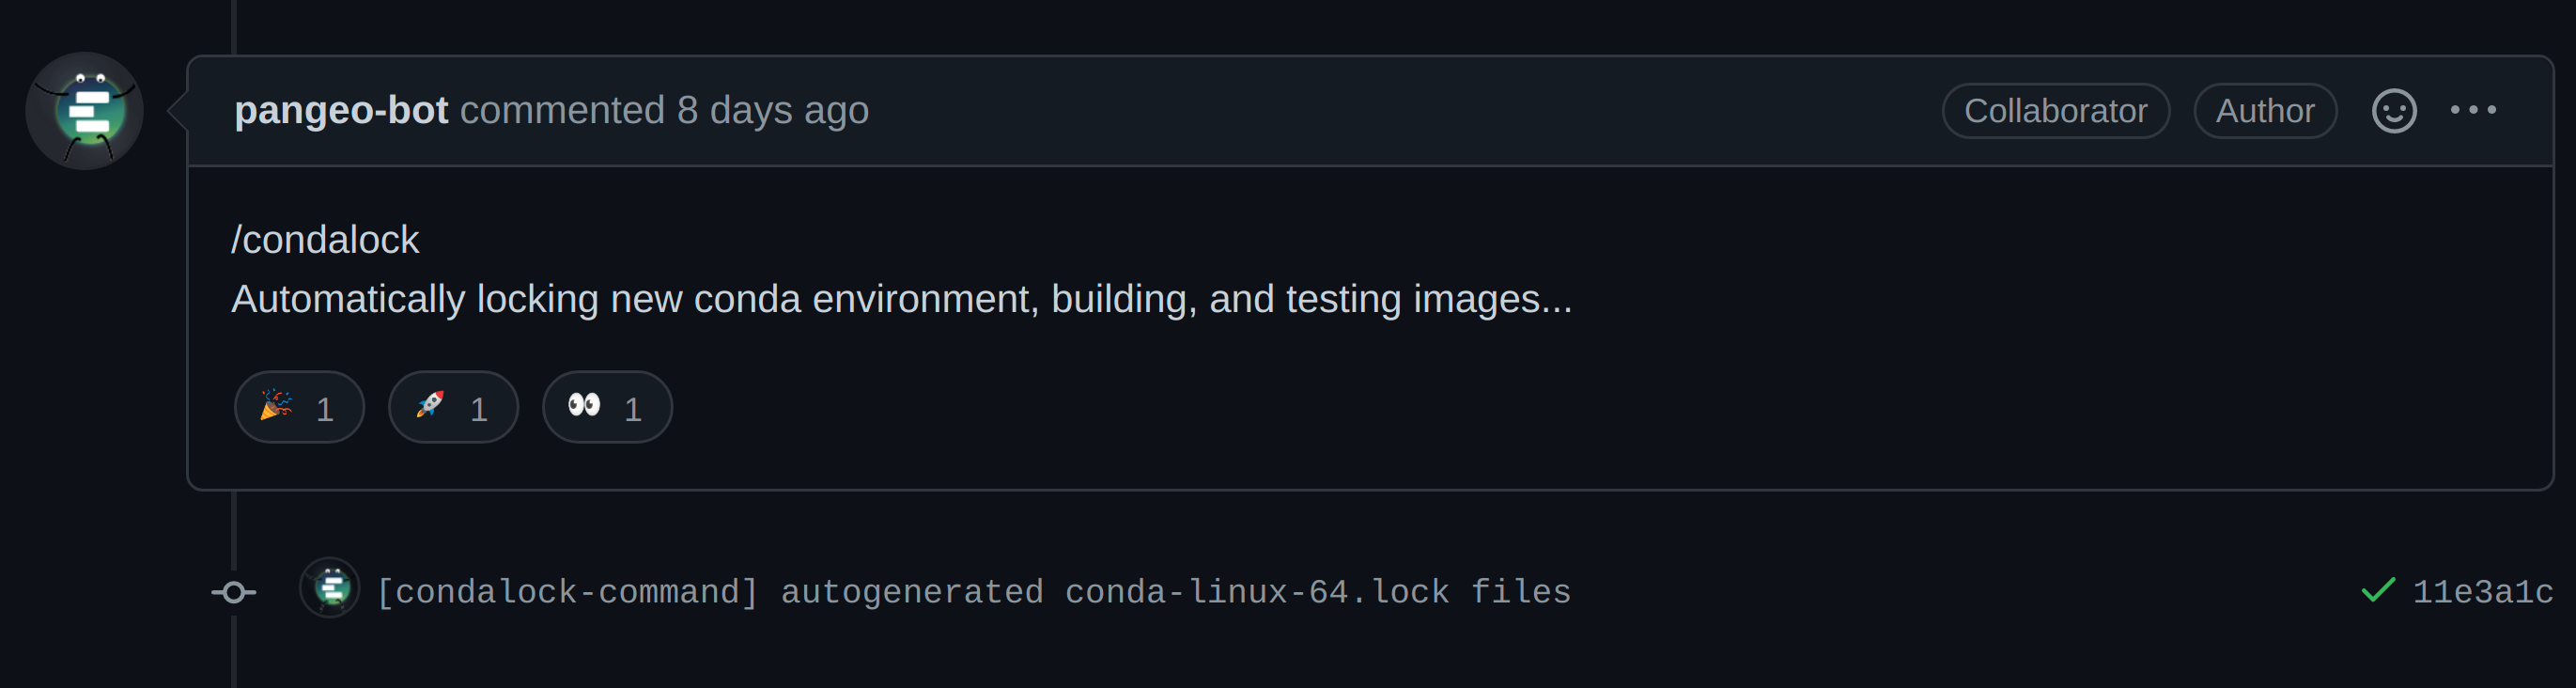 pangeo-bot commented 8 days ago Collaborator Author
/condalock
Automatically locking new conda environment, building, and testing images...
🎉 1 🚀 1 👀 1
[condalock-command] autogenerated conda-linux-64.lock files 11e3a1c